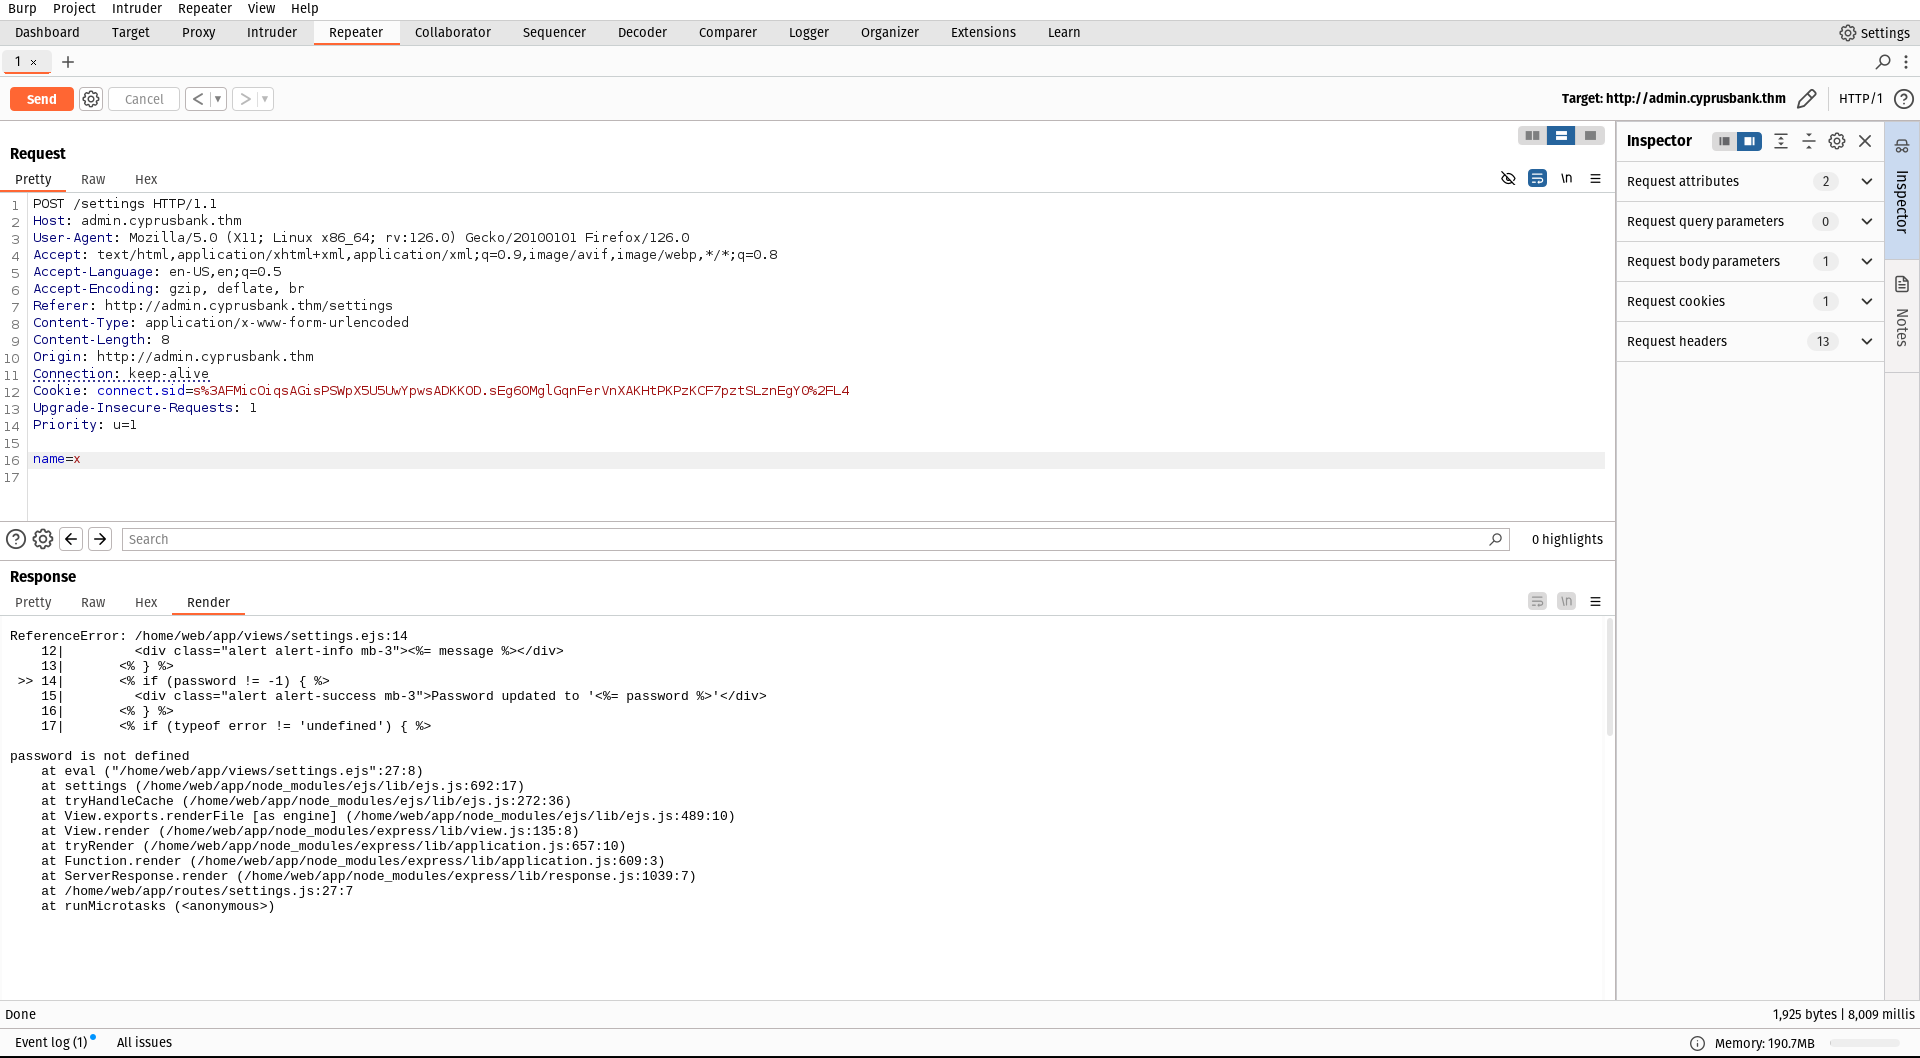 Burp Project Intruder Repeater View Help
Dashboard Target Proxy Intruder Repeater Collaborator Sequencer Decoder Comparer Logger Organizer Extensions Learn Settings
1 × +
Send Cancel < ▾ > ▾ Target: http://admin.cyprusbank.thm HTTP/1 ?
Request
Pretty Raw Hex \n
1 POST /settings HTTP/1.1
2 Host: admin.cyprusbank.thm
3 User-Agent: Mozilla/5.0 (X11; Linux x86_64; rv:126.0) Gecko/20100101 Firefox/126.0
4 Accept: text/html,application/xhtml+xml,application/xml;q=0.9,image/avif,image/webp,*/*;q=0.8
5 Accept-Language: en-US,en;q=0.5
6 Accept-Encoding: gzip, deflate, br
7 Referer: http://admin.cyprusbank.thm/settings
8 Content-Type: application/x-www-form-urlencoded
9 Content-Length: 8
10 Origin: http://admin.cyprusbank.thm
11 Connection: keep-alive
12 Cookie: connect.sid=s%3AFMicOiqsAGisPSWpX5U5UwYpwsADKKOD.sEg6OMglGqnFerVnXAKHtPKPzKCF7pztSLznEgY0%2FL4
13 Upgrade-Insecure-Requests: 1
14 Priority: u=1
15
16 name=x
17
? Search 0 highlights
Response
Pretty Raw Hex Render \n
ReferenceError: /home/web/app/views/settings.ejs:14
12| <div class="alert alert-info mb-3"><%= message %></div>
13| <% } %>
>> 14| <% if (password != -1) { %>
15| <div class="alert alert-success mb-3">Password updated to '<%= password %>'</div>
16| <% } %>
17| <% if (typeof error != 'undefined') { %>
password is not defined
at eval ("/home/web/app/views/settings.ejs":27:8)
at settings (/home/web/app/node_modules/ejs/lib/ejs.js:692:17)
at tryHandleCache (/home/web/app/node_modules/ejs/lib/ejs.js:272:36)
at View.exports.renderFile [as engine] (/home/web/app/node_modules/ejs/lib/ejs.js:489:10)
at View.render (/home/web/app/node_modules/express/lib/view.js:135:8)
at tryRender (/home/web/app/node_modules/express/lib/application.js:657:10)
at Function.render (/home/web/app/node_modules/express/lib/application.js:609:3)
at ServerResponse.render (/home/web/app/node_modules/express/lib/response.js:1039:7)
at /home/web/app/routes/settings.js:27:7
at runMicrotasks (<anonymous>)
Inspector
Request attributes 2
Request query parameters 0
Request body parameters 1
Request cookies 1
Request headers 13
Inspector
Notes
Done 1,925 bytes | 8,009 millis
Event log (1) All issues Memory: 190.7MB